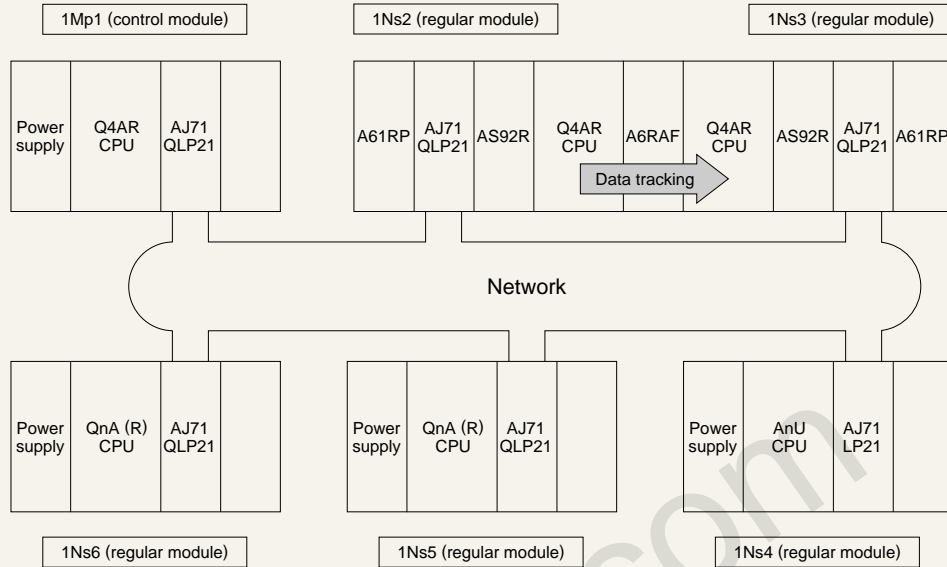 1Mp1 (control module)
1Ns2 (regular module)
1Ns3 (regular module)
Power
supply
Q4AR
CPU
AJ71
QLP21
A61RP
AJ71
QLP21
AS92R
Q4AR
CPU
A6RAF
Q4AR
CPU
AS92R
AJ71
QLP21
A61RP
Data tracking
Network
Power
supply
QnA (R)
CPU
AJ71
QLP21
Power
supply
QnA (R)
CPU
AJ71
QLP21
Power
supply
AnU
CPU
AJ71
LP21
1Ns6 (regular module)
1Ns5 (regular module)
1Ns4 (regular module)